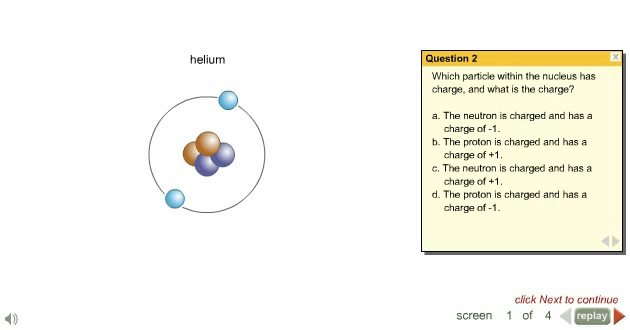 helium
Question 2
Which particle within the nucleus has
charge, and what is the charge?
a. The neutron is charged and has a
charge of -1.
b. The proton is charged and has a
charge of +1.
c. The neutron is charged and has a
charge of +1.
d. The proton is charged and has a
charge of -1.
click Next to continue
screen 1 of 4 replay